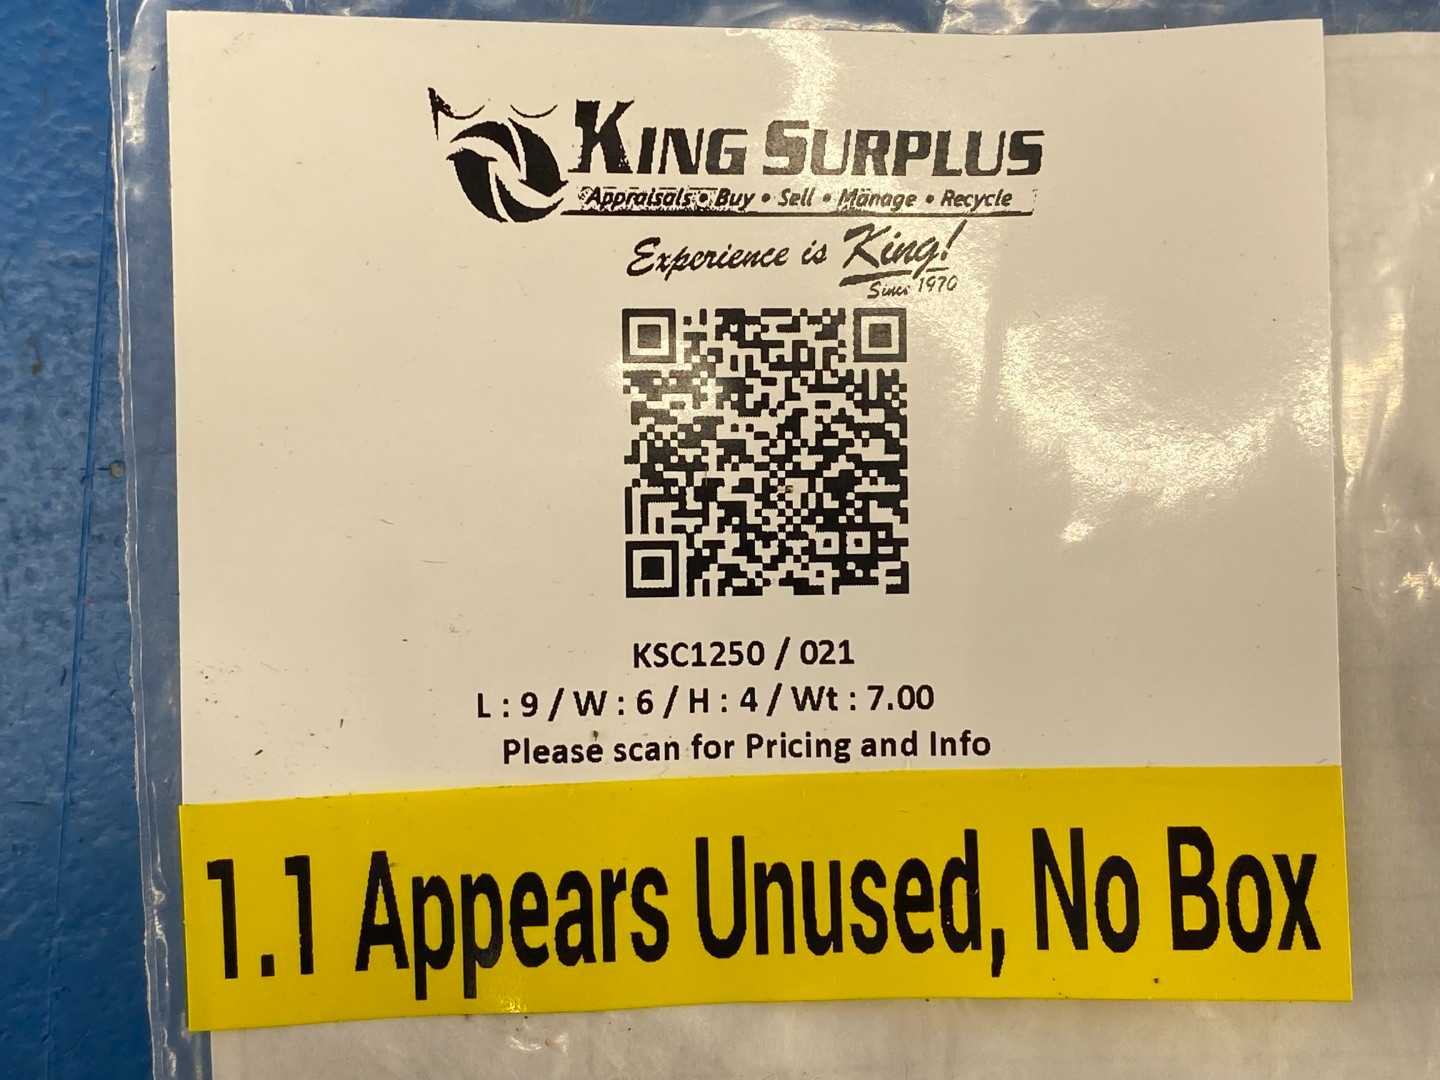 KING SURPLUS
Appraisals • Buy • Sell • Manage • Recycle
Experience is King!
Since 1970
KSC1250 / 021
L : 9 / W : 6 / H : 4 / Wt : 7.00
Please scan for Pricing and Info
1.1 Appears Unused, No Box